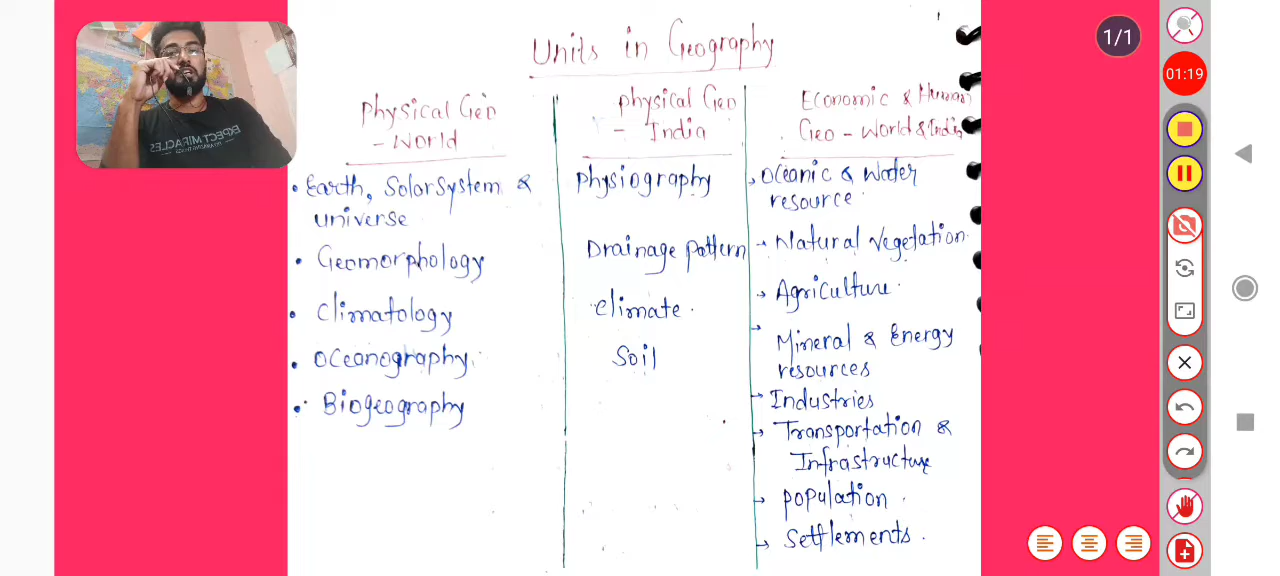 Units in Geography
Physical Geo
- World
• Earth, Solar System &
universe
• Geomorphology
• Climatology
• Oceanography
• Biogeography
Physical Geo
- India
Physiography
Drainage pattern
climate.
Soil
Economic & Human
Geo - World & India
→ Oceanic & Water
resource
→ Natural Vegetation.
→ Agriculture.
→ Mineral & Energy
resources
→ Industries
→ Transportation &
Infrastructure
→ population.
→ Settlements.
1/1
01:19
EXPECT MIRACLES